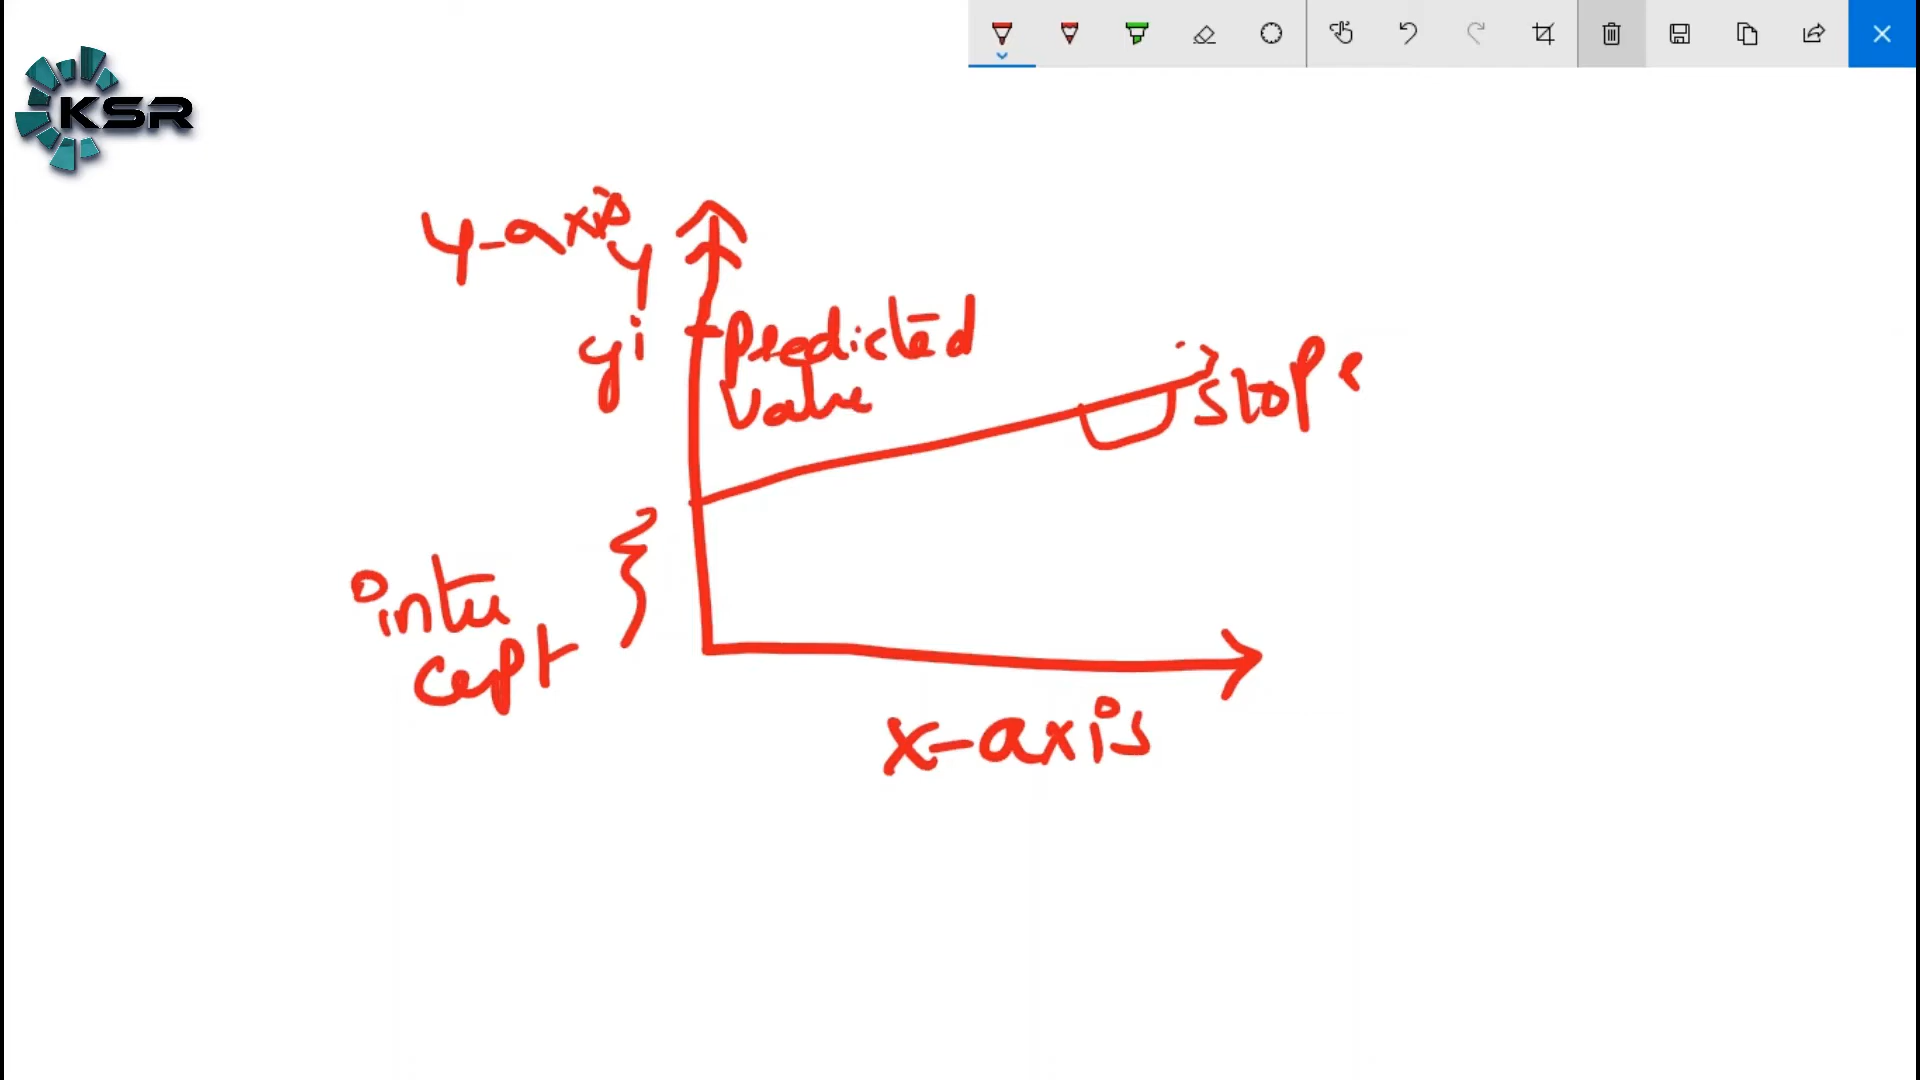 KSR
y-axis
y
yi
Predicted
Value
slope
inter
cept
x-axis